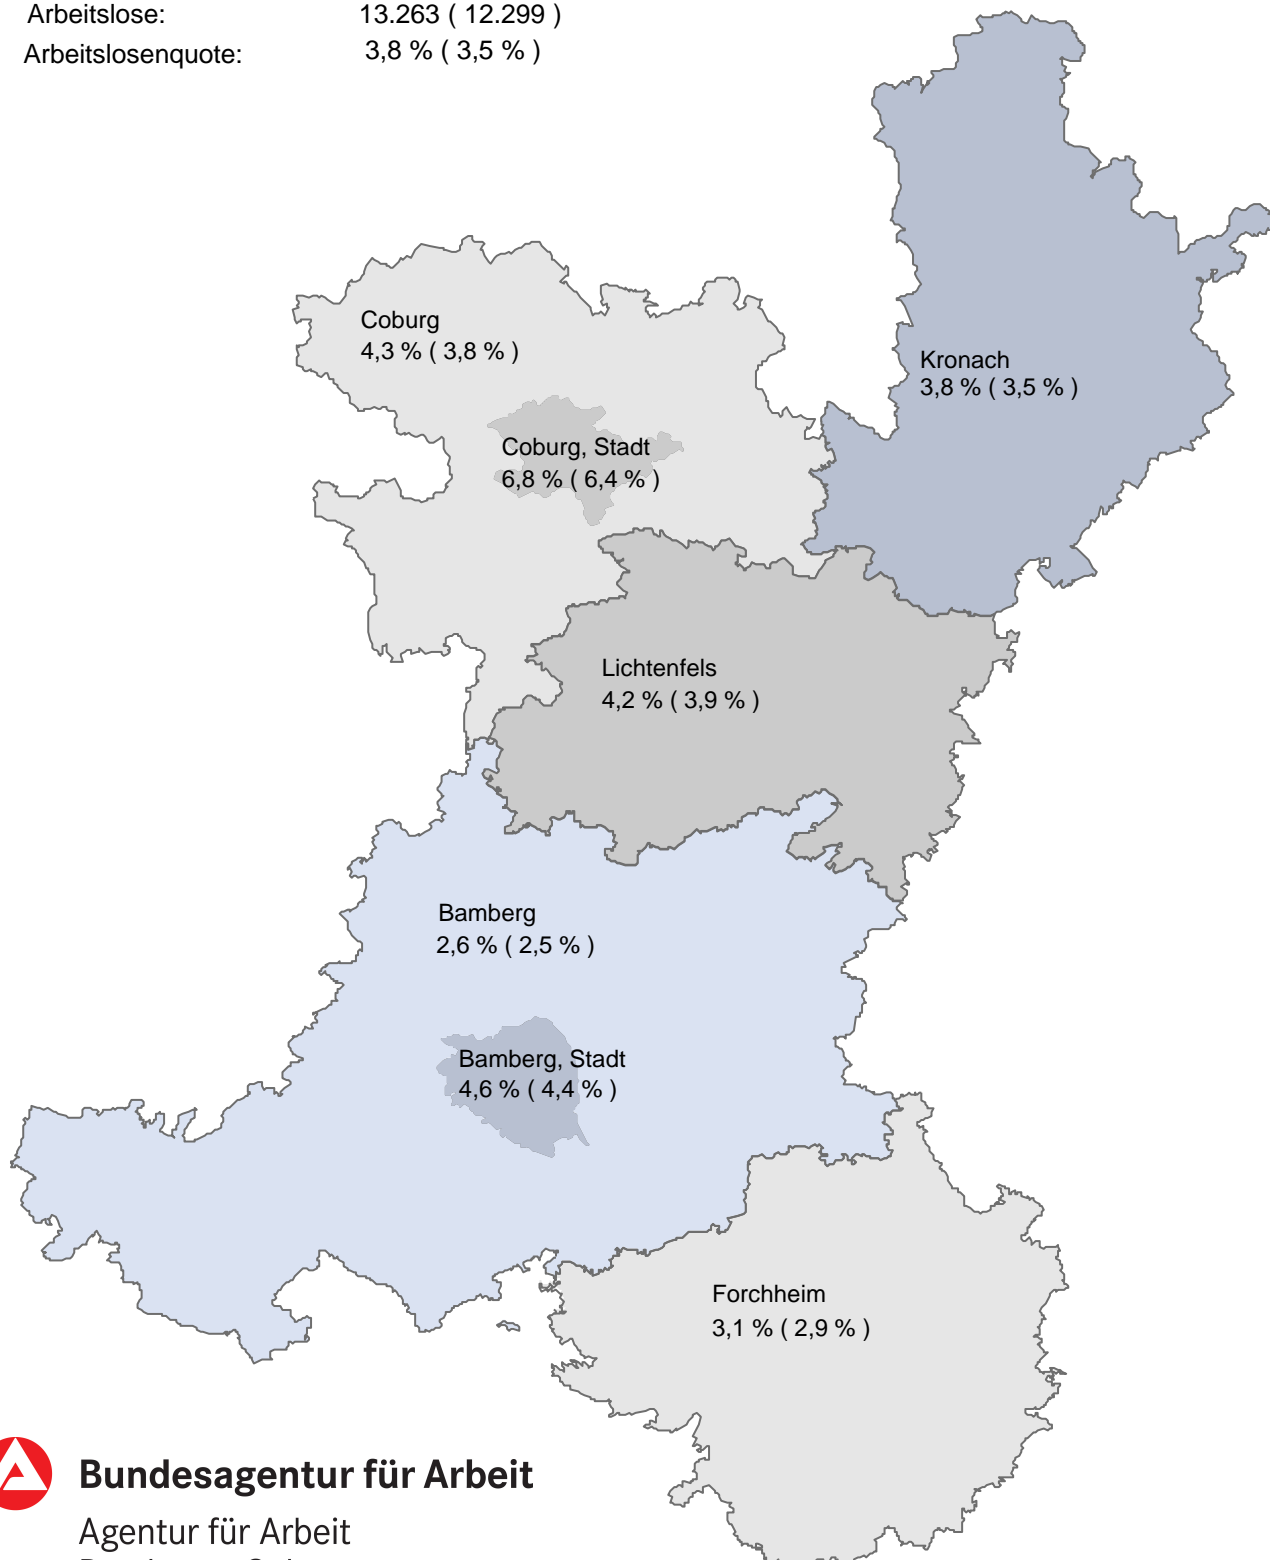 Arbeitslose: 13.263 ( 12.299 )
Arbeitslosenquote: 3,8 % ( 3,5 % )
Coburg
4,3 % ( 3,8 % )
Kronach
3,8 % ( 3,5 % )
Coburg, Stadt
6,8 % ( 6,4 % )
Lichtenfels
4,2 % ( 3,9 % )
Bamberg
2,6 % ( 2,5 % )
Bamberg, Stadt
4,6 % ( 4,4 % )
Forchheim
3,1 % ( 2,9 % )
Bundesagentur für Arbeit
Agentur für Arbeit